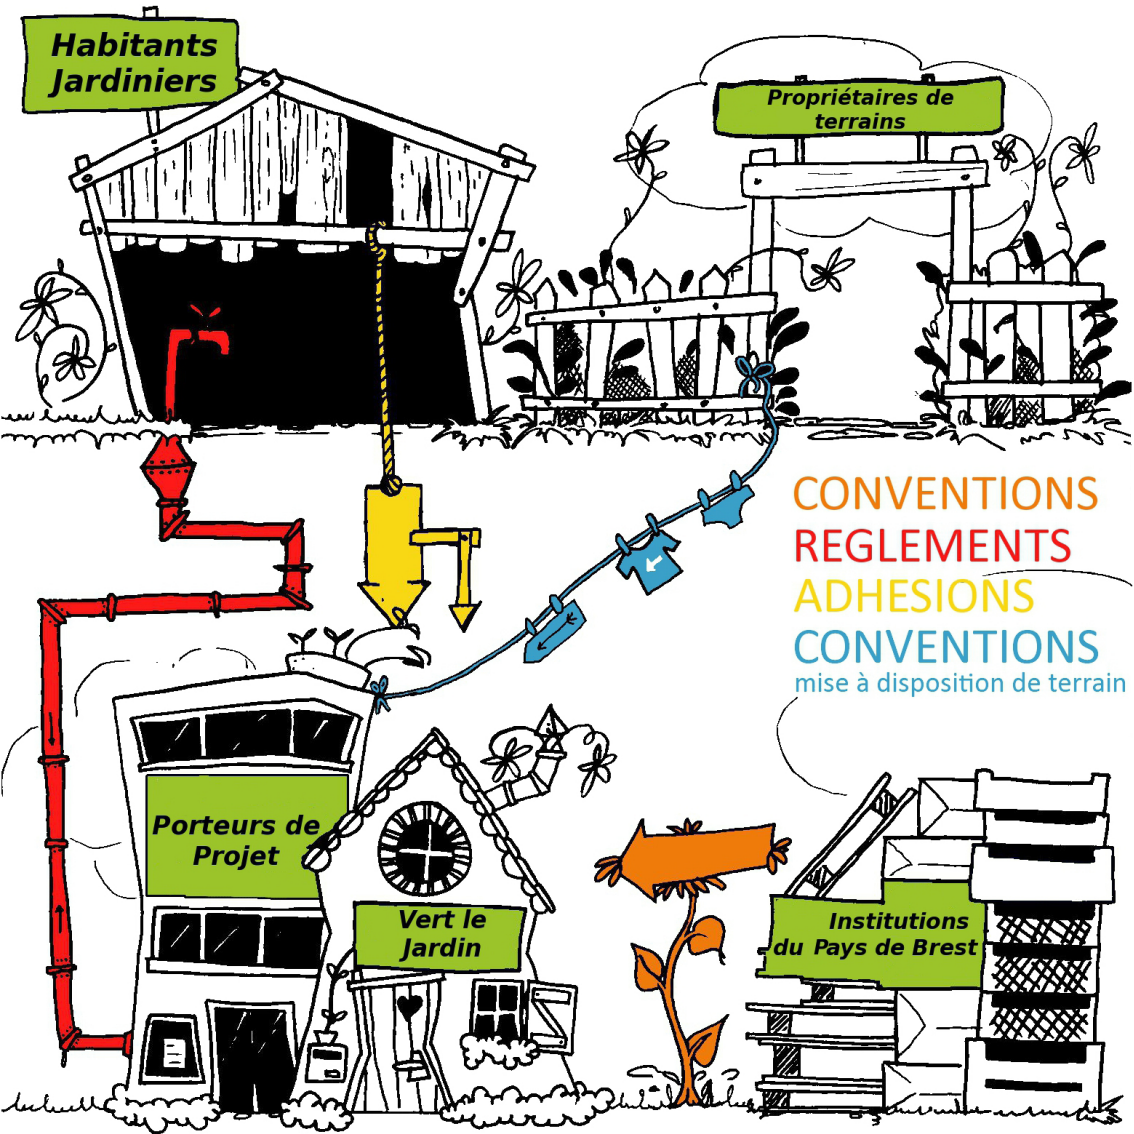 Habitants
Jardiniers
Propriétaires de
terrains
CONVENTIONS
REGLEMENTS
ADHESIONS
CONVENTIONS
mise à disposition de terrain
Porteurs de
Projet
Vert le
Jardin
Institutions
du Pays de Brest